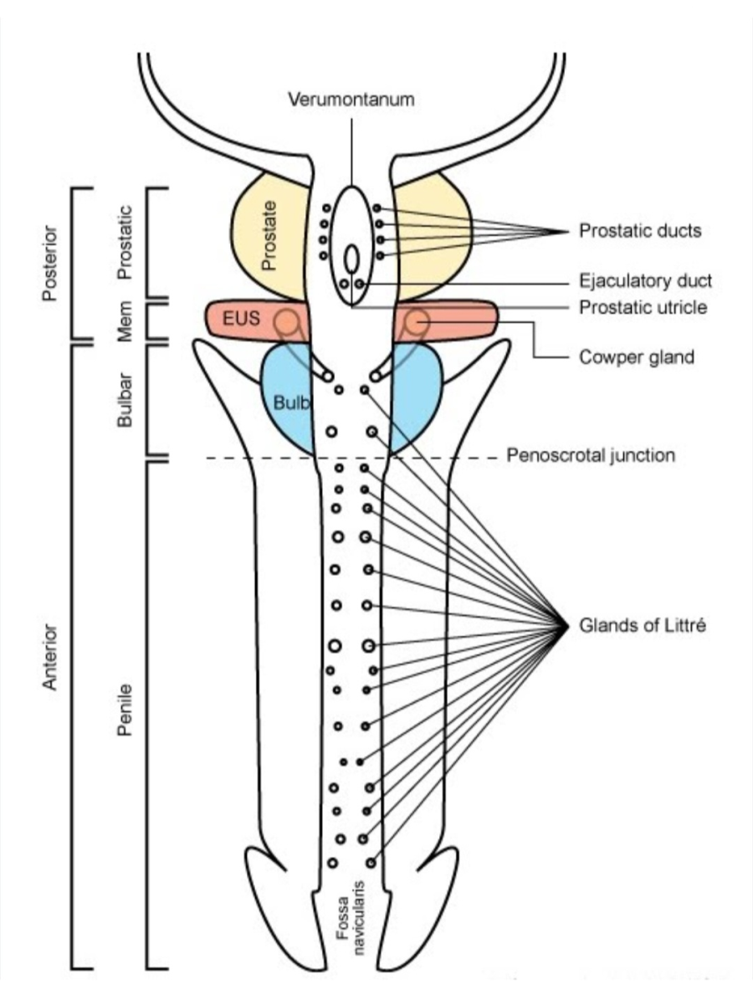 Verumontanum
Posterior
Prostatic
Prostate
Prostatic ducts
Ejaculatory duct
Prostatic utricle
Mem
EUS
Cowper gland
Bulbar
Bulb
Penoscrotal junction
Anterior
Penile
Glands of Littré
Fossa
navicularis